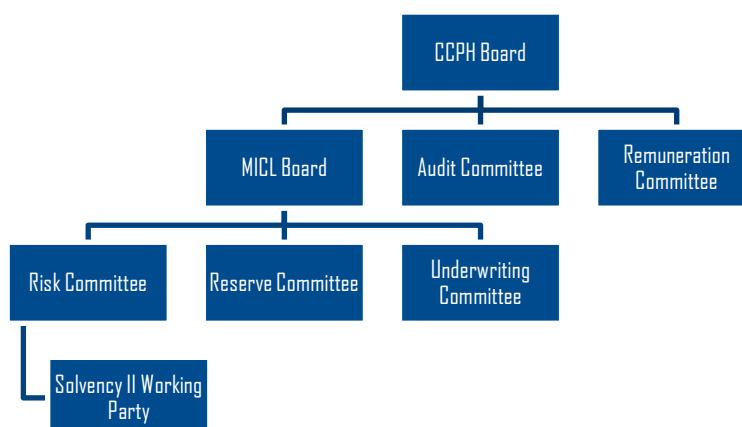 CCPH Board
MICL Board
Audit Committee
Remuneration
Committee
Risk Committee
Reserve Committee
Underwriting
Committee
Solvency II Working
Party